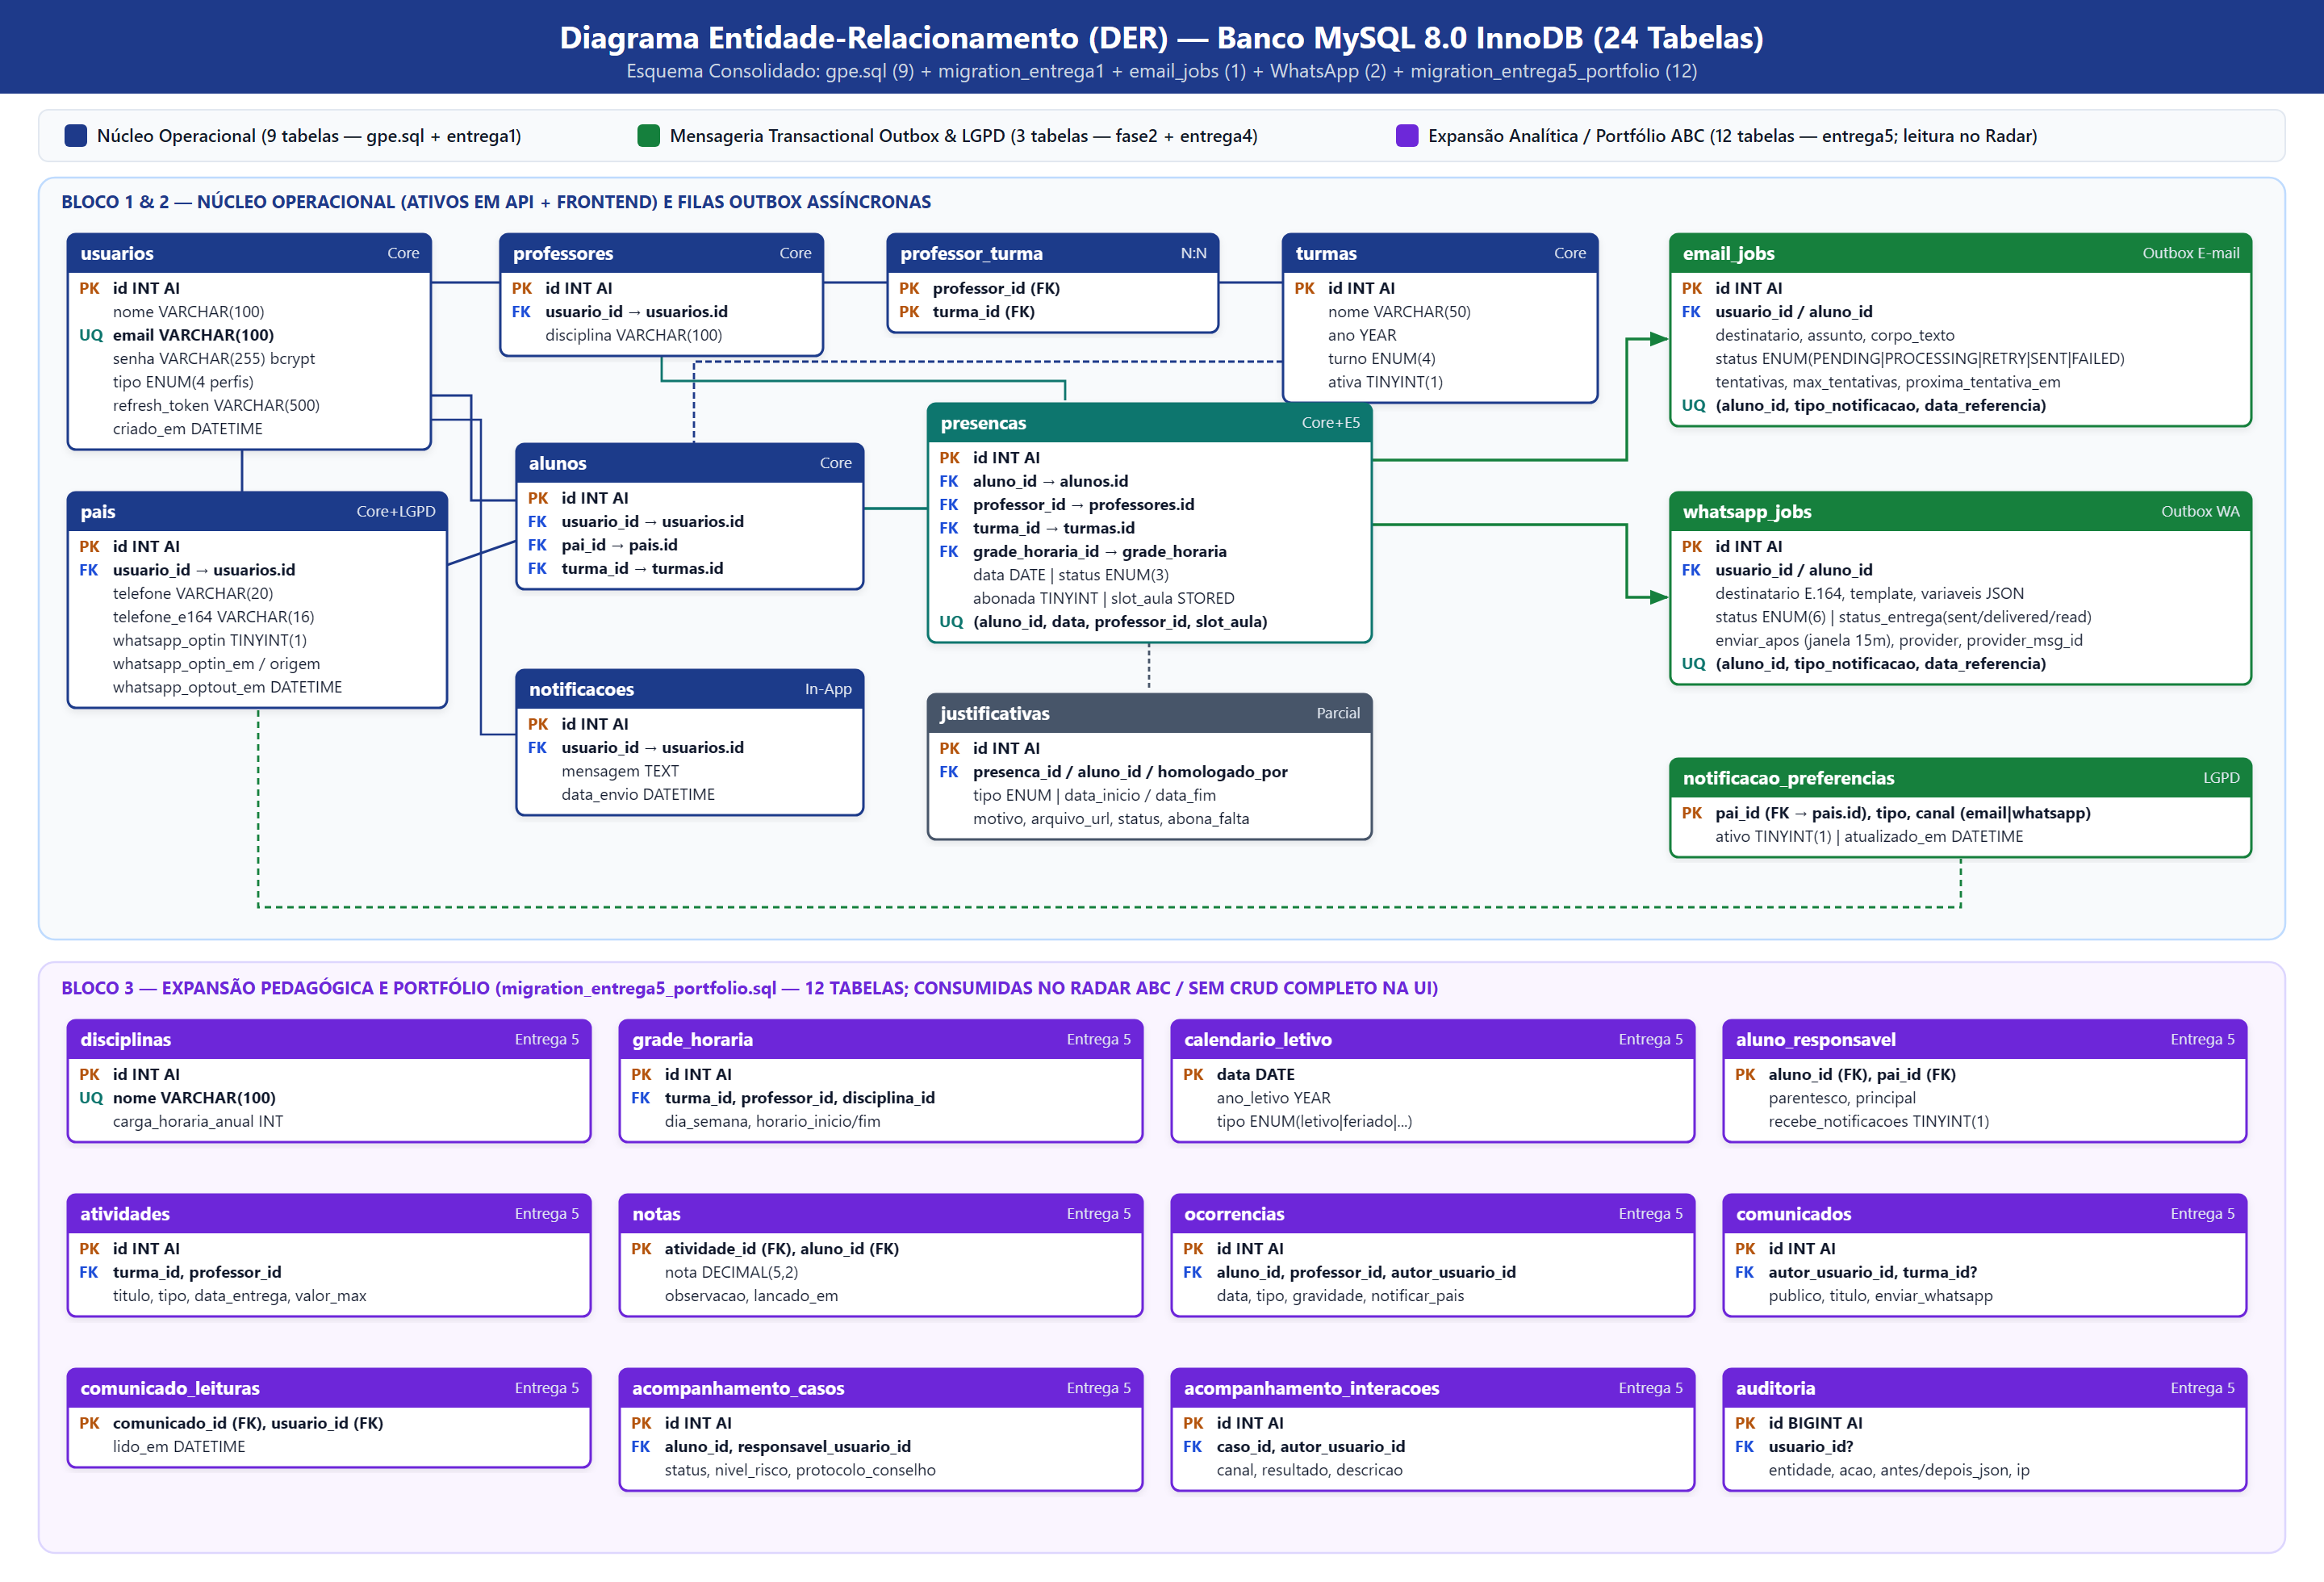 Diagrama Entidade-Relacionamento (DER) — Banco MySQL 8.0 InnoDB (24 Tabelas)
Esquema Consolidado: gpe.sql (9) + migration_entrega1 + email_jobs (1) + WhatsApp (2) + migration_entrega5_portfolio (12)
Núcleo Operacional (9 tabelas — gpe.sql + entrega1)
Mensageria Transactional Outbox & LGPD (3 tabelas — fase2 + entrega4)
Expansão Analítica / Portfólio ABC (12 tabelas — entrega5; leitura no Radar)
BLOCO 1 & 2 — NÚCLEO OPERACIONAL (ATIVOS EM API + FRONTEND) E FILAS OUTBOX ASSÍNCRONAS
usuarios Core
PK id INT AI
nome VARCHAR(100)
UQ email VARCHAR(100)
senha VARCHAR(255) bcrypt
tipo ENUM(4 perfis)
refresh_token VARCHAR(500)
criado_em DATETIME
professores Core
PK id INT AI
FK usuario_id → usuarios.id
disciplina VARCHAR(100)
professor_turma N:N
PK professor_id (FK)
PK turma_id (FK)
turmas Core
PK id INT AI
nome VARCHAR(50)
ano YEAR
turno ENUM(4)
ativa TINYINT(1)
email_jobs Outbox E-mail
PK id INT AI
FK usuario_id / aluno_id
destinatario, assunto, corpo_texto
status ENUM(PENDING|PROCESSING|RETRY|SENT|FAILED)
tentativas, max_tentativas, proxima_tentativa_em
UQ (aluno_id, tipo_notificacao, data_referencia)
pais Core+LGPD
PK id INT AI
FK usuario_id → usuarios.id
telefone VARCHAR(20)
telefone_e164 VARCHAR(16)
whatsapp_optin TINYINT(1)
whatsapp_optin_em / origem
whatsapp_optout_em DATETIME
alunos Core
PK id INT AI
FK usuario_id → usuarios.id
FK pai_id → pais.id
FK turma_id → turmas.id
presencas Core+E5
PK id INT AI
FK aluno_id → alunos.id
FK professor_id → professores.id
FK turma_id → turmas.id
FK grade_horaria_id → grade_horaria
data DATE | status ENUM(3)
abonada TINYINT | slot_aula STORED
UQ (aluno_id, data, professor_id, slot_aula)
whatsapp_jobs Outbox WA
PK id INT AI
FK usuario_id / aluno_id
destinatario E.164, template, variaveis JSON
status ENUM(6) | status_entrega(sent/delivered/read)
enviar_apos (janela 15m), provider, provider_msg_id
UQ (aluno_id, tipo_notificacao, data_referencia)
notificacoes In-App
PK id INT AI
FK usuario_id → usuarios.id
mensagem TEXT
data_envio DATETIME
justificativas Parcial
PK id INT AI
FK presenca_id / aluno_id / homologado_por
tipo ENUM | data_inicio / data_fim
motivo, arquivo_url, status, abona_falta
notificacao_preferencias LGPD
PK pai_id (FK → pais.id), tipo, canal (email|whatsapp)
ativo TINYINT(1) | atualizado_em DATETIME
BLOCO 3 — EXPANSÃO PEDAGÓGICA E PORTFÓLIO (migration_entrega5_portfolio.sql — 12 TABELAS; CONSUMIDAS NO RADAR ABC / SEM CRUD COMPLETO NA UI)
disciplinas Entrega 5
PK id INT AI
UQ nome VARCHAR(100)
carga_horaria_anual INT
grade_horaria Entrega 5
PK id INT AI
FK turma_id, professor_id, disciplina_id
dia_semana, horario_inicio/fim
calendario_letivo Entrega 5
PK data DATE
ano_letivo YEAR
tipo ENUM(letivo|feriado|...)
aluno_responsavel Entrega 5
PK aluno_id (FK), pai_id (FK)
parentesco, principal
recebe_notificacoes TINYINT(1)
atividades Entrega 5
PK id INT AI
FK turma_id, professor_id
titulo, tipo, data_entrega, valor_max
notas Entrega 5
PK atividade_id (FK), aluno_id (FK)
nota DECIMAL(5,2)
observacao, lancado_em
ocorrencias Entrega 5
PK id INT AI
FK aluno_id, professor_id, autor_usuario_id
data, tipo, gravidade, notificar_pais
comunicados Entrega 5
PK id INT AI
FK autor_usuario_id, turma_id?
publico, titulo, enviar_whatsapp
comunicado_leituras Entrega 5
PK comunicado_id (FK), usuario_id (FK)
lido_em DATETIME
acompanhamento_casos Entrega 5
PK id INT AI
FK aluno_id, responsavel_usuario_id
status, nivel_risco, protocolo_conselho
acompanhamento_interacoes Entrega 5
PK id INT AI
FK caso_id, autor_usuario_id
canal, resultado, descricao
auditoria Entrega 5
PK id BIGINT AI
FK usuario_id?
entidade, acao, antes/depois_json, ip